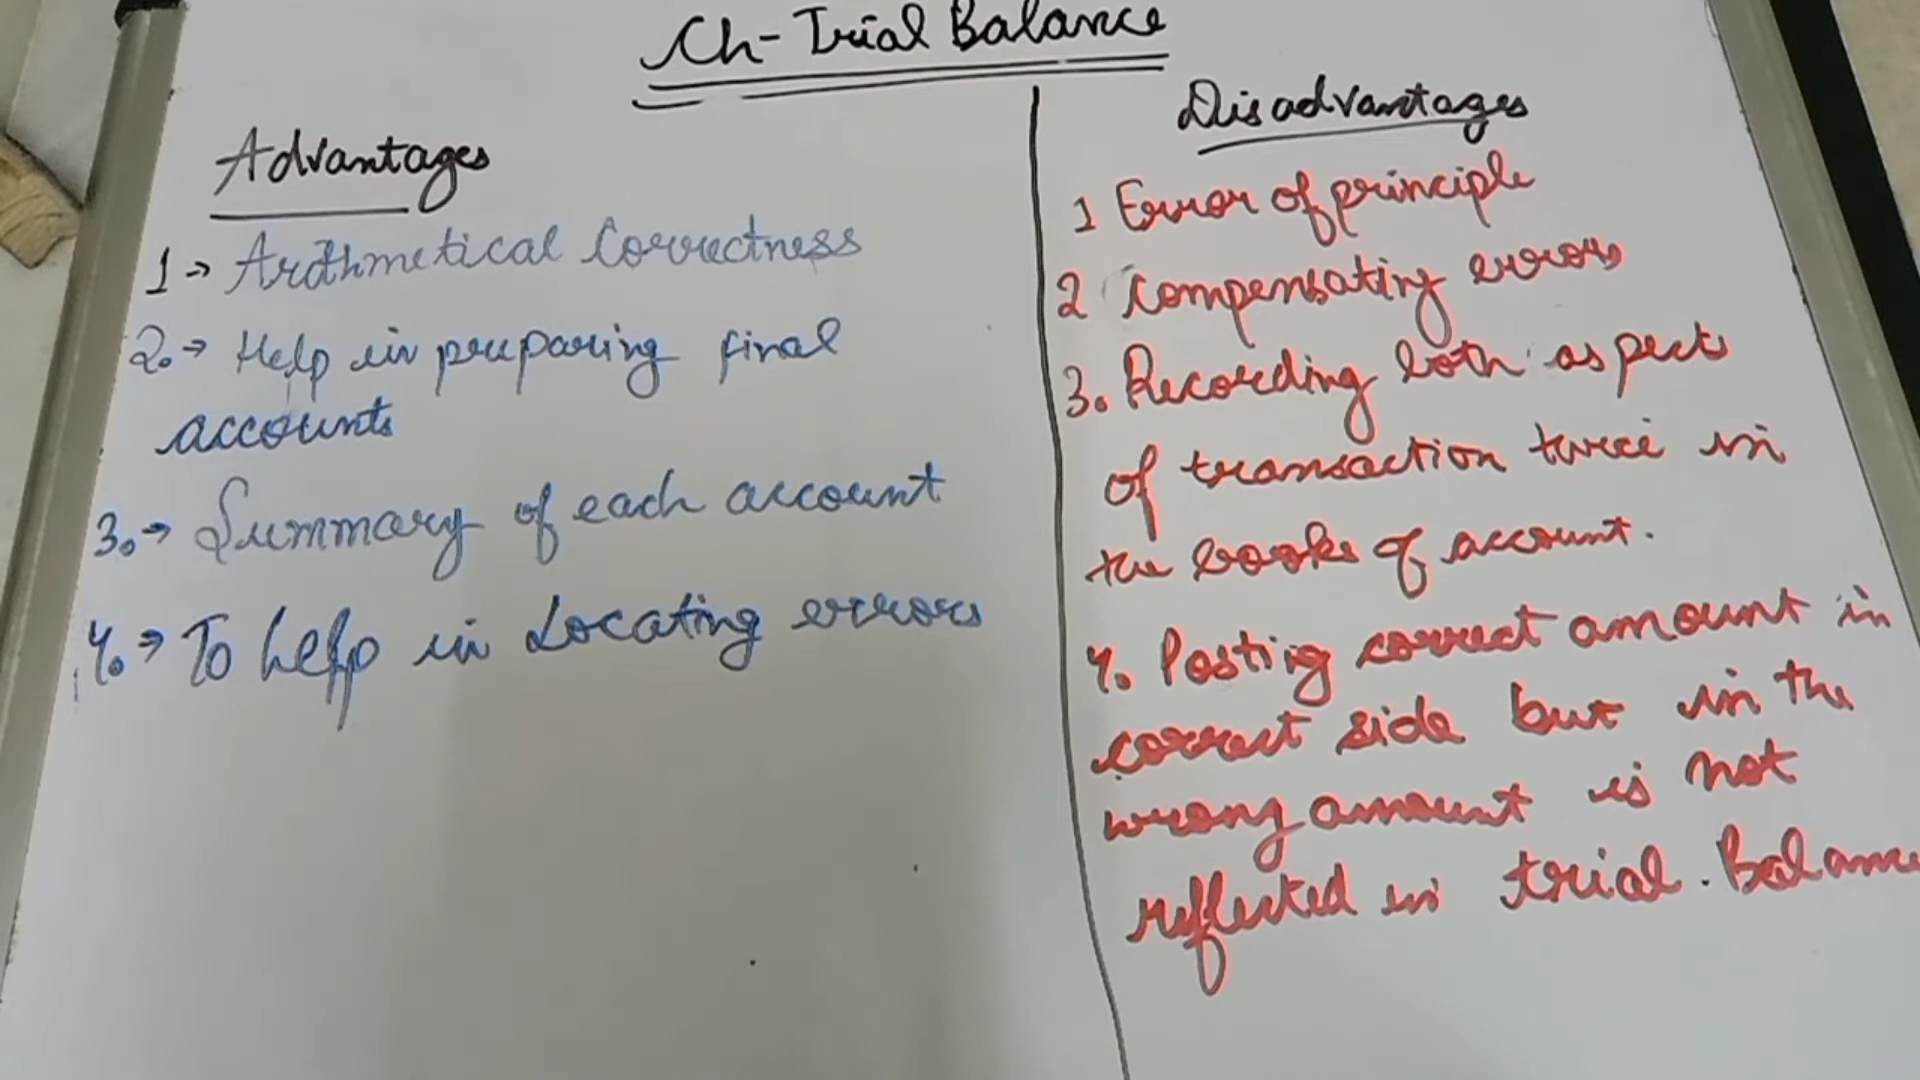 Ch- Trial Balance
Advantages
1 → Arithmetical Correctness
2. → Help in preparing final
accounts
3. → Summary of each account
4. → To help in Locating errors
Disadvantages
1 Error of principle
2 Compensating errors
3. Recording both aspects
of transaction twice in
the books of account.
4. Posting correct amount in
correct side but in the
wrong amount is not
reflected in trial. Balance